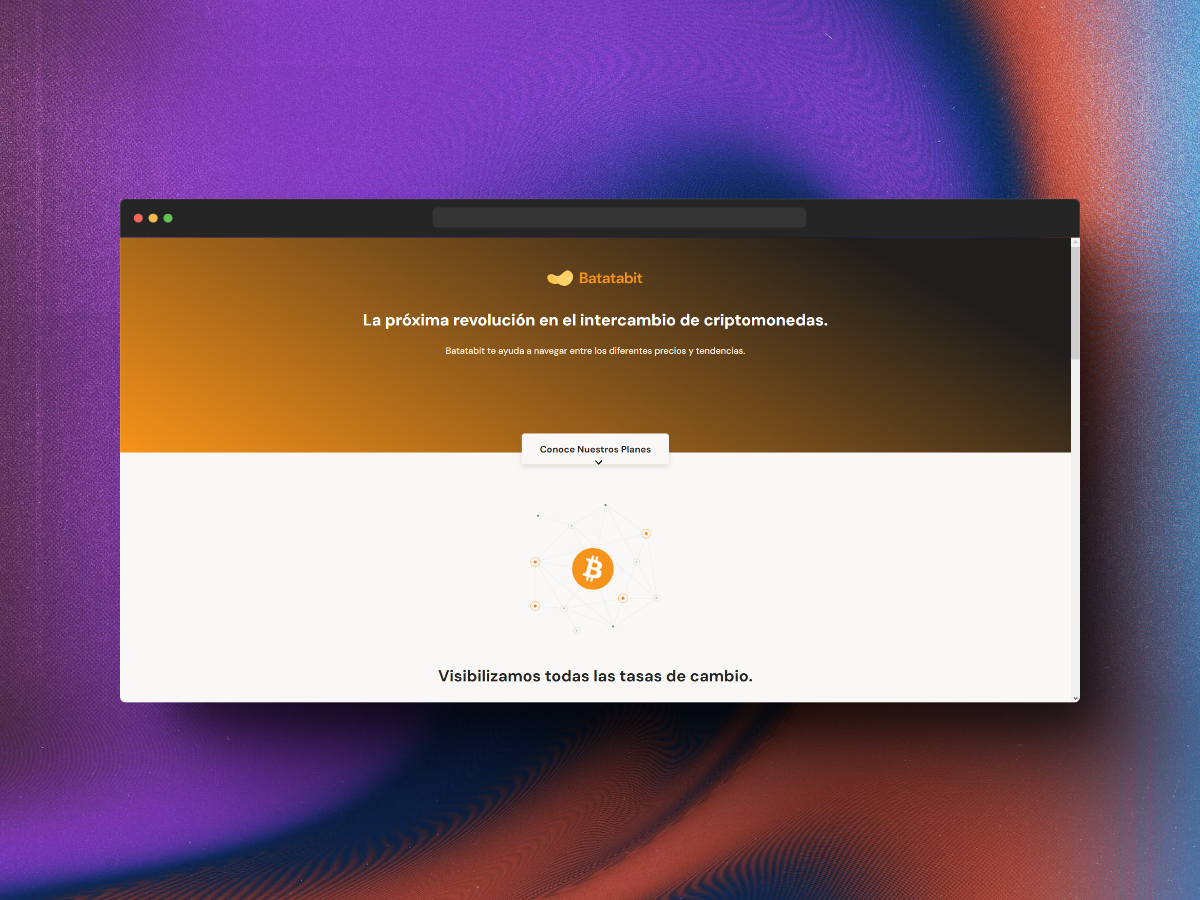 Batatabit
La próxima revolución en el intercambio de criptomonedas.
Batatabit te ayuda a navegar entre los diferentes precios y tendencias.
Conoce Nuestros Planes
Visibilizamos todas las tasas de cambio.